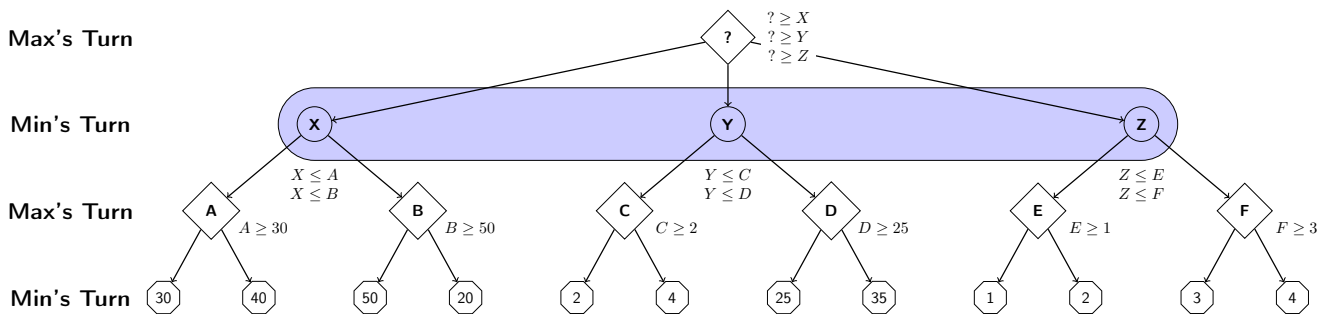 Max's Turn
?
? ≥ X
? ≥ Y
? ≥ Z
Min's Turn
X
Y
Z
X ≤ A
X ≤ B
Y ≤ C
Y ≤ D
Z ≤ E
Z ≤ F
Max's Turn
A
A ≥ 30
B
B ≥ 50
C
C ≥ 2
D
D ≥ 25
E
E ≥ 1
F
F ≥ 3
Min's Turn
30
40
50
20
2
4
25
35
1
2
3
4